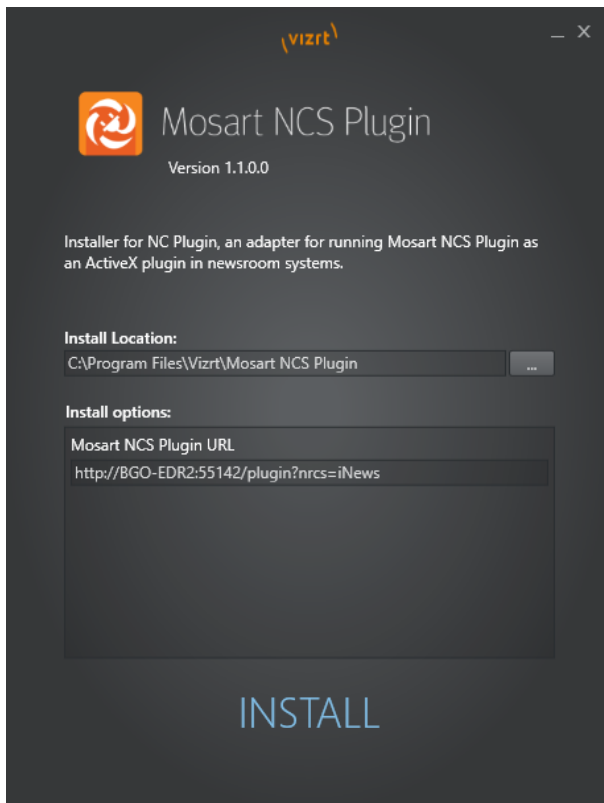 vizrt
Mosart NCS Plugin
Version 1.1.0.0
Installer for NC Plugin, an adapter for running Mosart NCS Plugin as
an ActiveX plugin in newsroom systems.
Install Location:
C:\Program Files\Vizrt\Mosart NCS Plugin
...
Install options:
Mosart NCS Plugin URL
http://BGO-EDR2:55142/plugin?nrcs=iNews
INSTALL